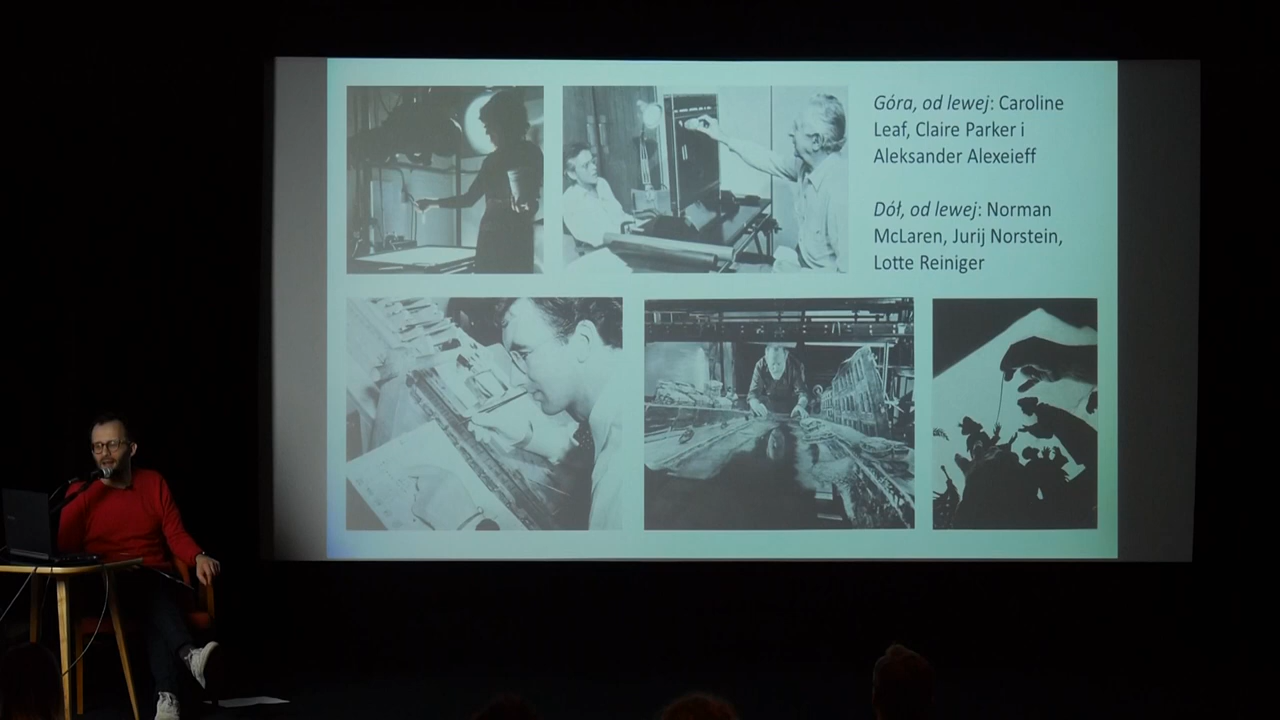 Góra, od lewej: Caroline
Leaf, Claire Parker i
Aleksander Alexeieff
Dół, od lewej: Norman
McLaren, Jurij Norstein,
Lotte Reiniger